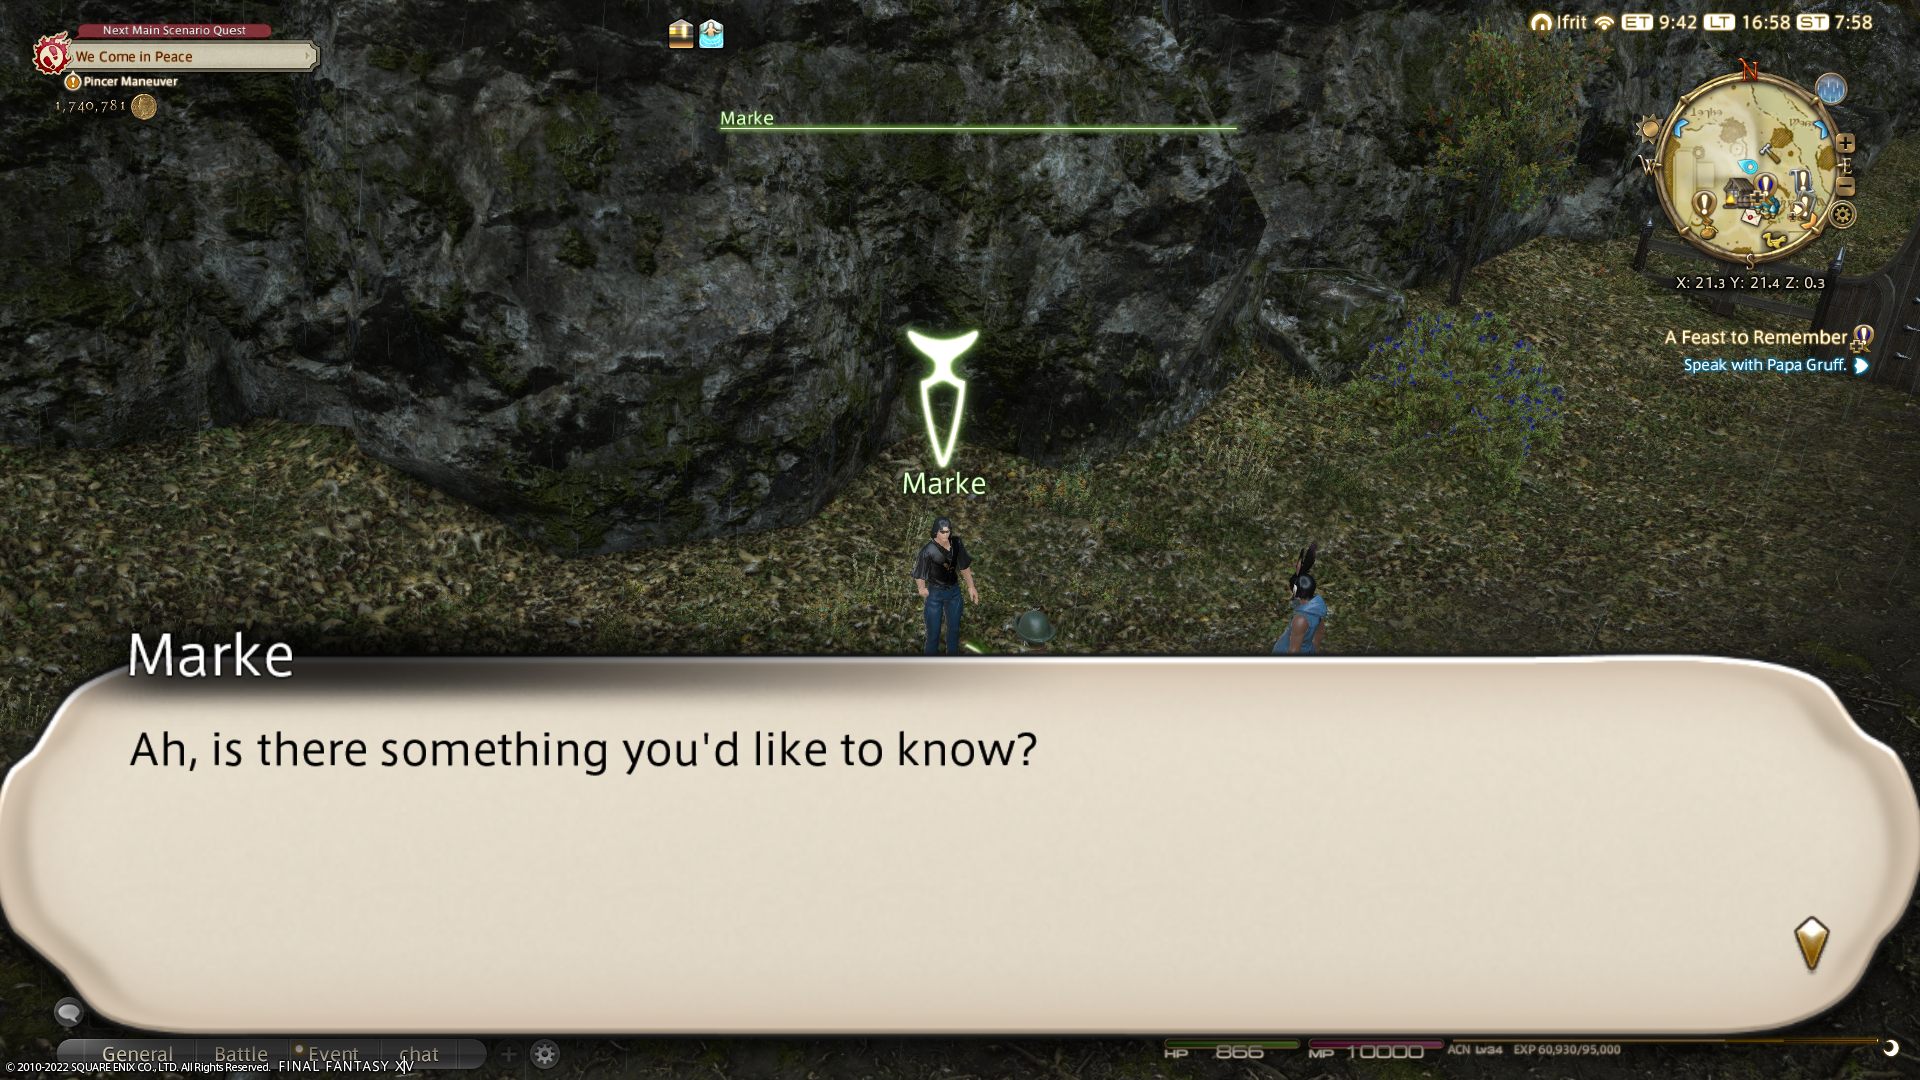 Next Main Scenario Quest
We Come in Peace
Pincer Maneuver
1,740,781
Ifrit ET 9:42 LT 16:58 ST 7:58
N
W
E
S
X: 21.3 Y: 21.4 Z: 0.3
A Feast to Remember
Speak with Papa Gruff.
Marke
Marke
Marke
Ah, is there something you'd like to know?
General Battle Event chat
HP 866 MP 10000 ACN Lv34 EXP 60,930/95,000
© 2010-2022 SQUARE ENIX CO., LTD. All Rights Reserved. FINAL FANTASY XIV